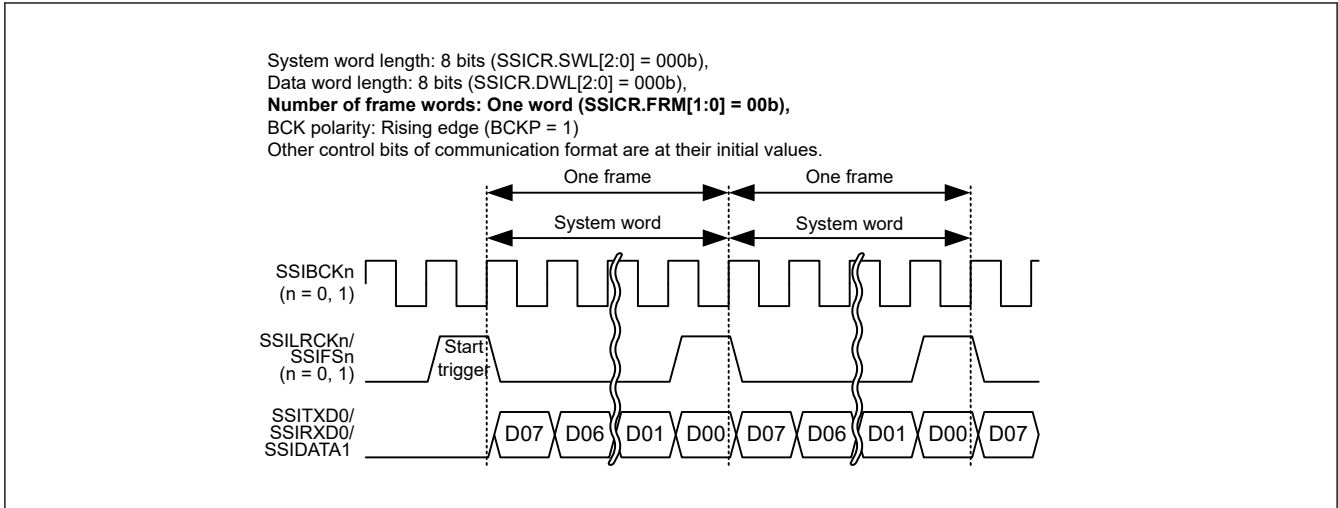 System word length: 8 bits (SSICR.SWL[2:0] = 000b),
Data word length: 8 bits (SSICR.DWL[2:0] = 000b),
Number of frame words: One word (SSICR.FRM[1:0] = 00b),
BCK polarity: Rising edge (BCKP = 1)
Other control bits of communication format are at their initial values.
One frame One frame
System word System word
SSIBCKn
(n = 0, 1)
SSILRCKn/
SSIFSn
(n = 0, 1)
Start
trigger
SSITXD0/
SSIRXD0/
SSIDATA1
D07 D06 D01 D00 D07 D06 D01 D00 D07